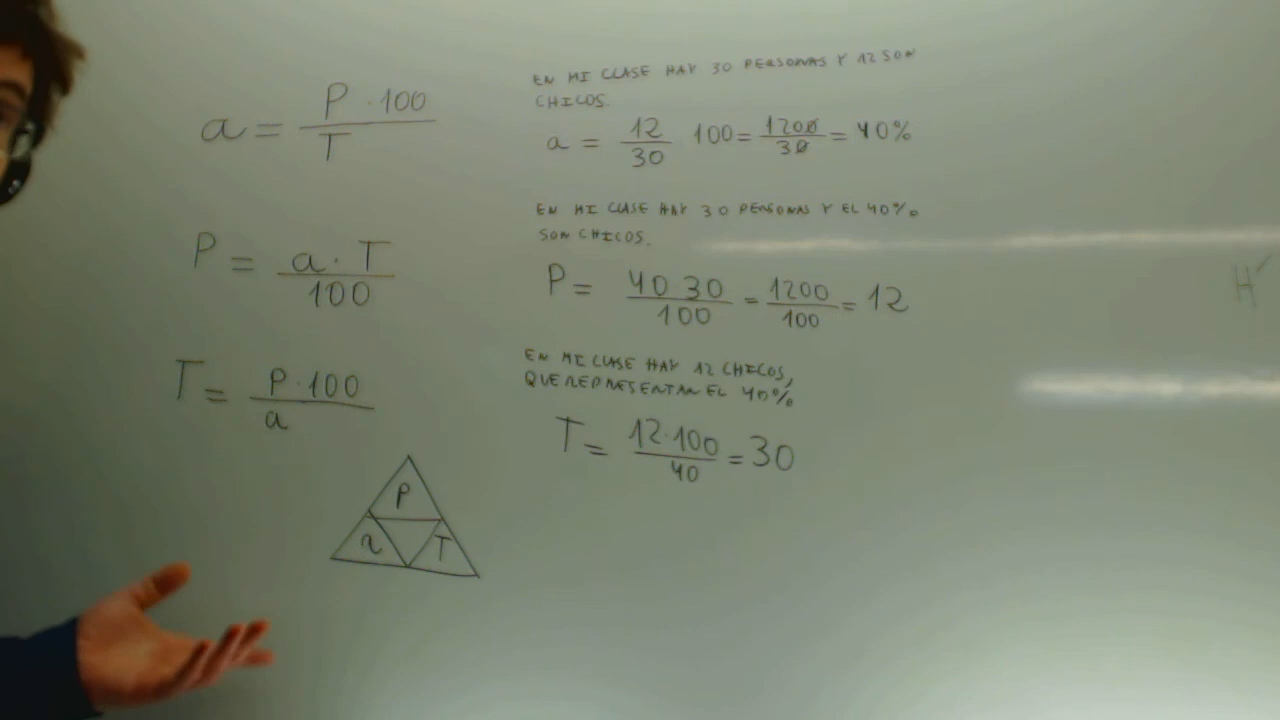 a = P · 100 / T
EN MI CLASE HAY 30 PERSONAS Y 12 SON
CHICOS.
a = 12 / 30 100 = 1200 / 30 = 40%
P = a · T / 100
EN MI CLASE HAY 30 PERSONAS Y EL 40%
SON CHICOS.
P = 40 30 / 100 = 1200 / 100 = 12
T = P · 100 / a
EN MI CLASE HAY 12 CHICOS,
QUE REPRESENTAN EL 40%
T = 12 · 100 / 40 = 30
P
a T
H